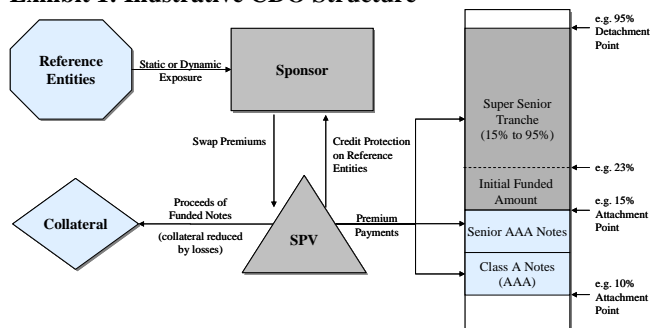 Exhibit 1: Illustrative CDO Structure
Reference
Entities
Static or Dynamic
Exposure
Sponsor
Swap Premiums
Credit Protection
on Reference
Entities
Collateral
Proceeds of
Funded Notes
(collateral reduced
by losses)
SPV
Premium
Payments
Super Senior
Tranche
(15% to 95%)
Initial Funded
Amount
Senior AAA Notes
Class A Notes
(AAA)
e.g. 95%
Detachment
Point
e.g. 23%
e.g. 15%
Attachment
Point
e.g. 10%
Attachment
Point